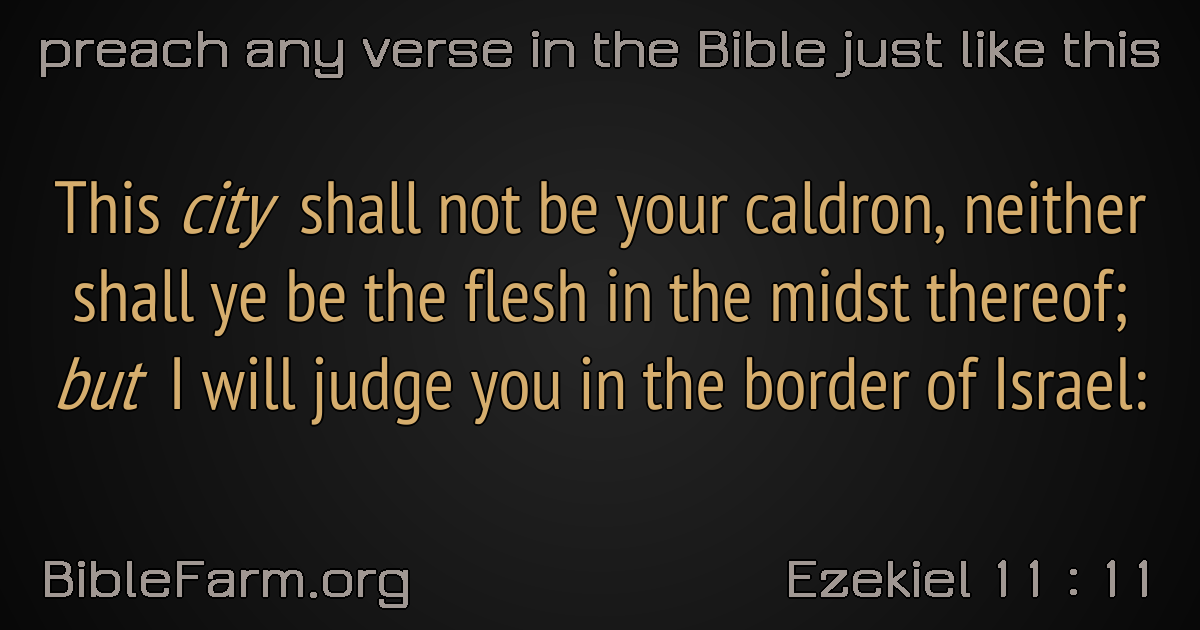 preach any verse in the Bible just like this
This city shall not be your caldron, neither
shall ye be the flesh in the midst thereof;
but I will judge you in the border of Israel:
BibleFarm.org
Ezekiel 11 : 11